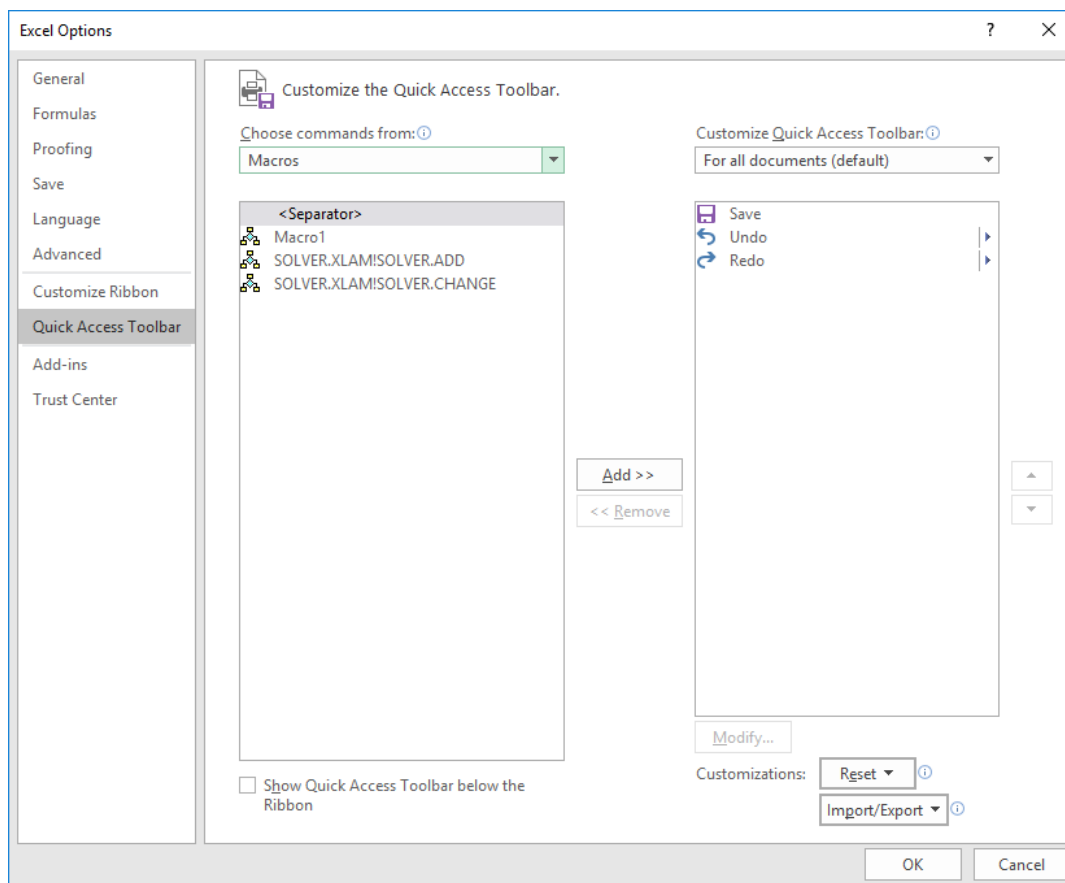 Excel Options
?
General
Formulas
Proofing
Save
Language
Advanced
Customize Ribbon
Quick Access Toolbar
Add-ins
Trust Center
Customize the Quick Access Toolbar.
Choose commands from:
Macros
<Separator>
Macro1
SOLVER.XLAM!SOLVER.ADD
SOLVER.XLAM!SOLVER.CHANGE
Show Quick Access Toolbar below the
Ribbon
Add >>
<< Remove
Customize Quick Access Toolbar:
For all documents (default)
Save
Undo
Redo
Modify...
Customizations:
Reset
Import/Export
OK
Cancel